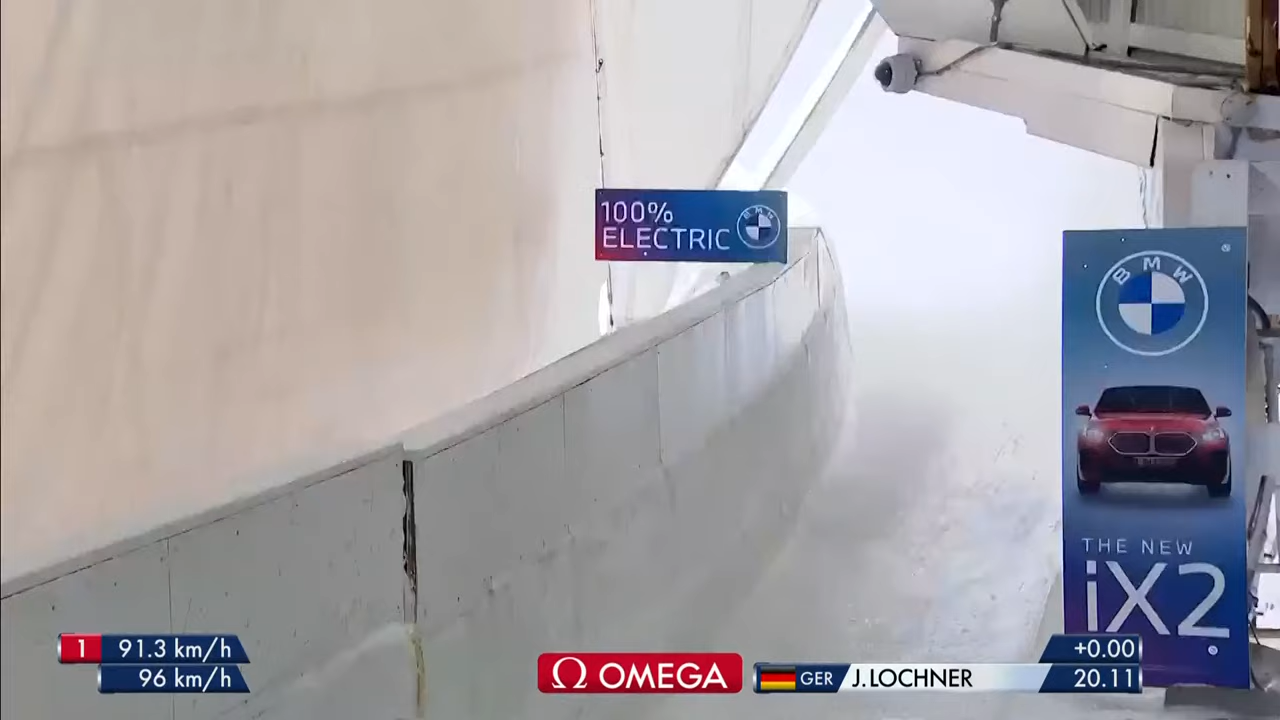 100%
ELECTRIC
BMW
BMW
THE NEW
iX2
1 91.3 km/h
96 km/h
Ω OMEGA
GER J.LOCHNER
+0.00
20.11